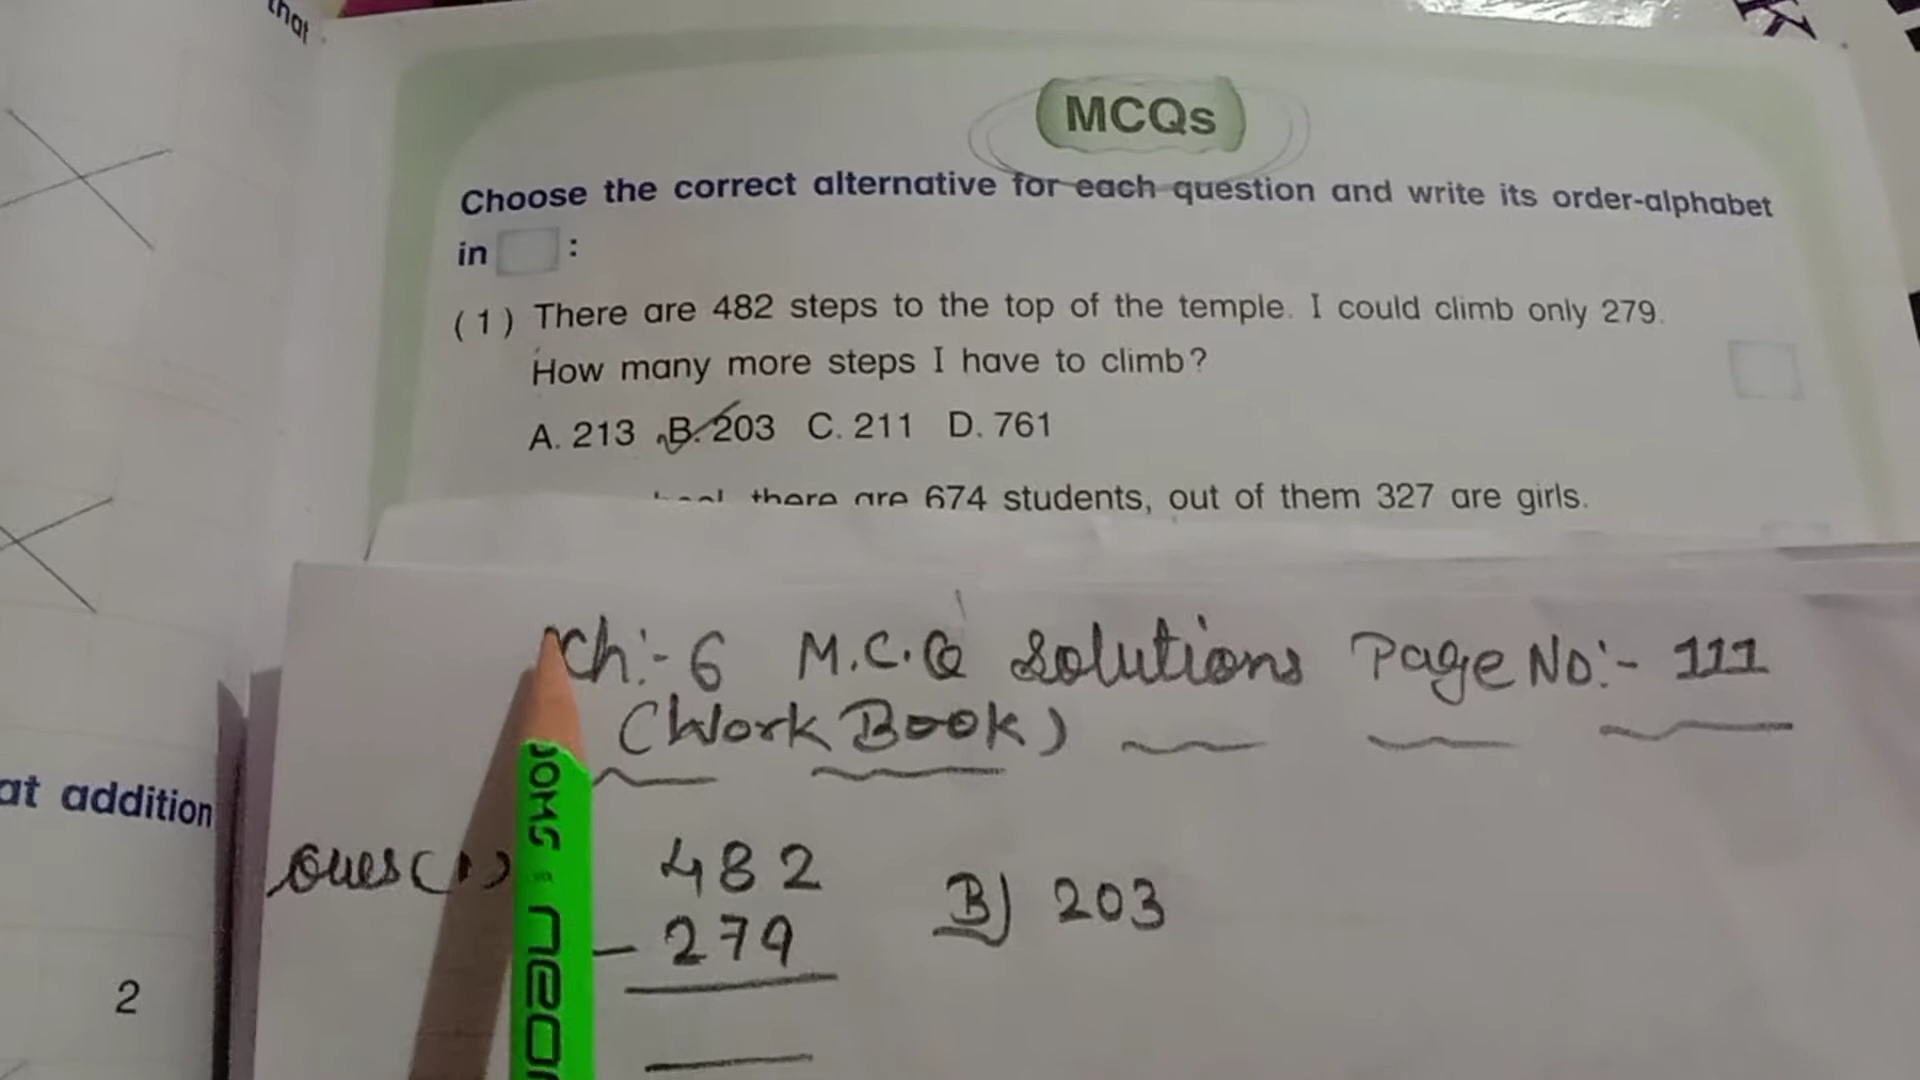 that
MCQs
Choose the correct alternative for each question and write its order-alphabet
in :
(1) There are 482 steps to the top of the temple. I could climb only 279.
How many more steps I have to climb?
A. 213 B. 203 C. 211 D. 761
there are 674 students, out of them 327 are girls.
Ch:- 6 M.C.Q Solutions Page No:- 111
(Work Book)
at addition
Ques (1) 482
- 279
B) 203
2
DOMS neon
K